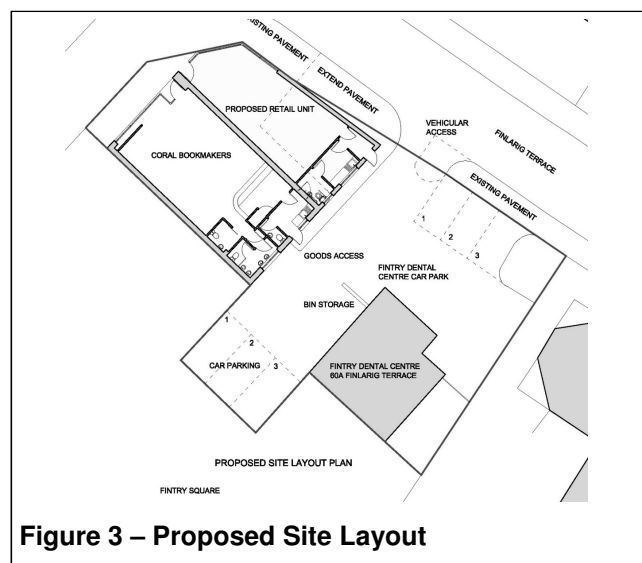 EXISTING PAVEMENT
EXTEND PAVEMENT
PROPOSED RETAIL UNIT
VEHICULAR
ACCESS
FINLARIG TERRACE
CORAL BOOKMAKERS
EXISTING PAVEMENT
1
2
3
GOODS ACCESS
FINTRY DENTAL
CENTRE CAR PARK
BIN STORAGE
1
2
3
CAR PARKING
FINTRY DENTAL CENTRE
60A FINLARIG TERRACE
PROPOSED SITE LAYOUT PLAN
FINTRY SQUARE
Figure 3 – Proposed Site Layout